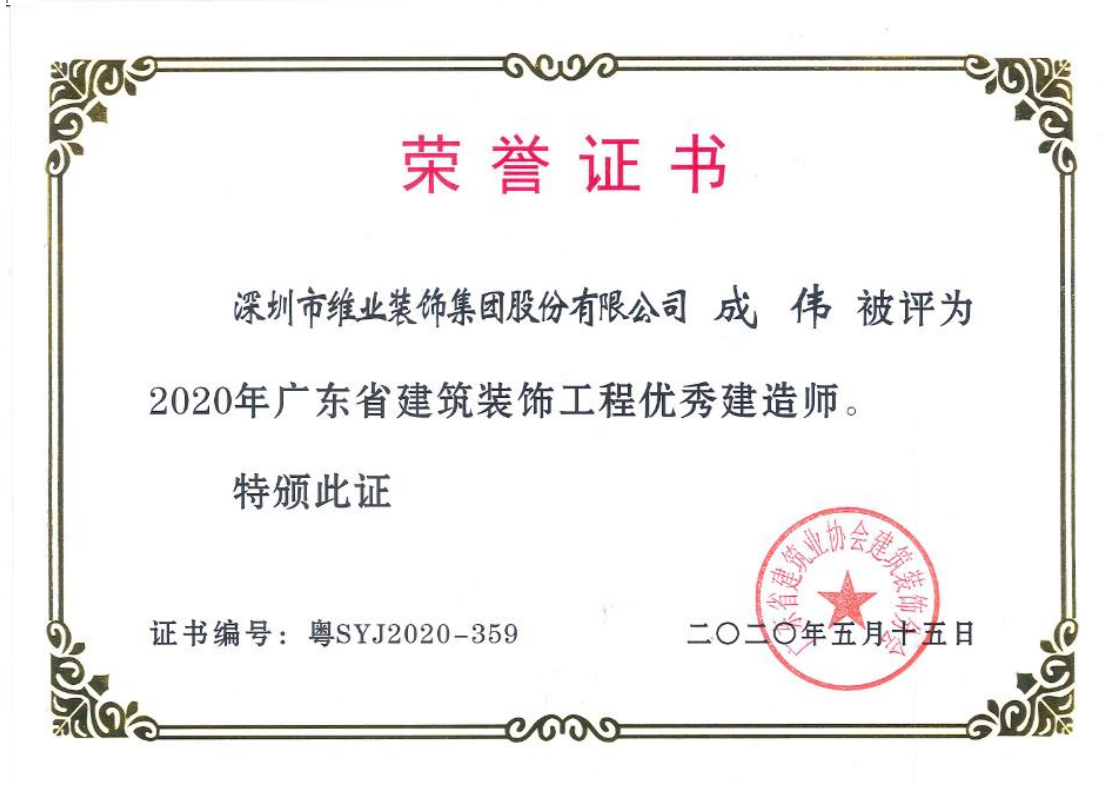 荣誉证书
深圳市维业装饰集团股份有限公司 成 伟 被评为
2020年广东省建筑装饰工程优秀建造师。
特颁此证
广东省建筑业协会建筑装饰分会
证书编号：粤SYJ2020-359
二〇二〇年五月十五日